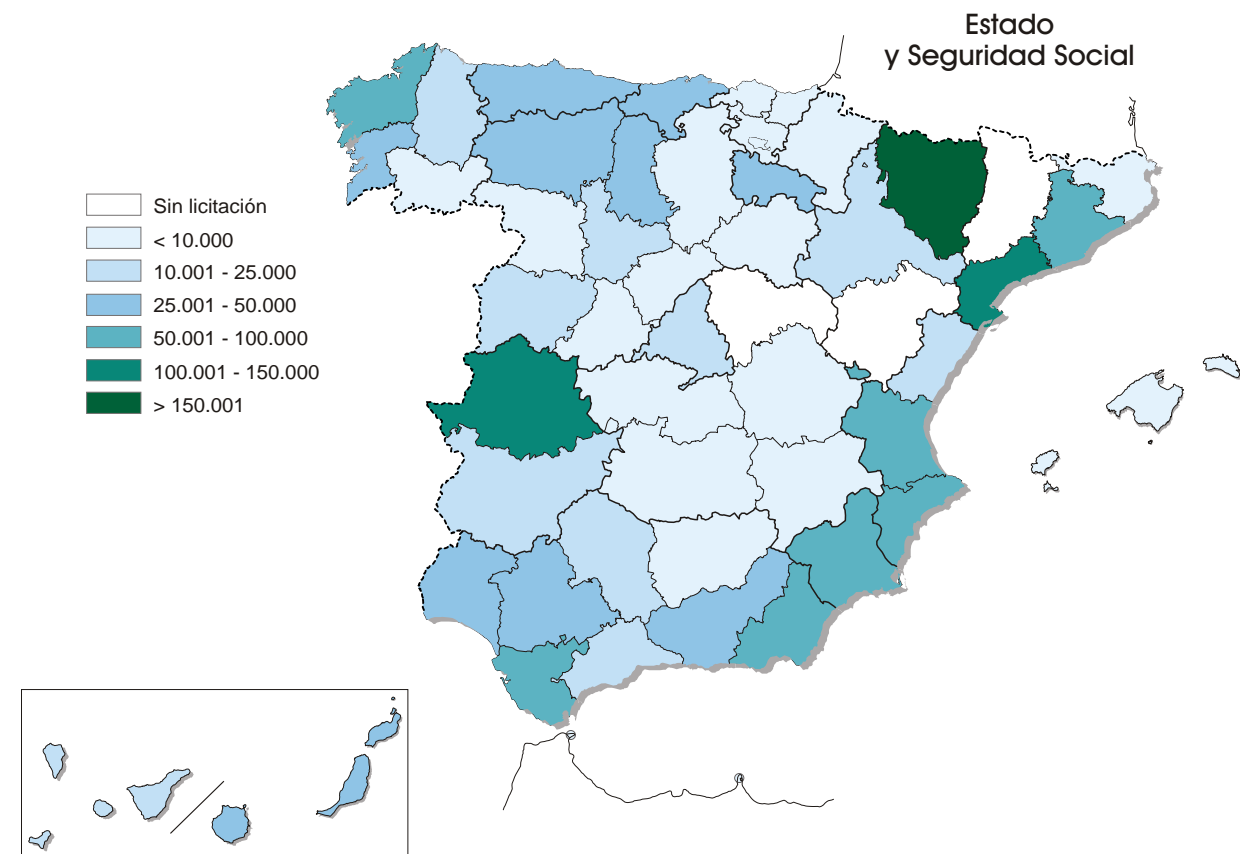 Estado
y Seguridad Social
Sin licitación
< 10.000
10.001 - 25.000
25.001 - 50.000
50.001 - 100.000
100.001 - 150.000
> 150.001